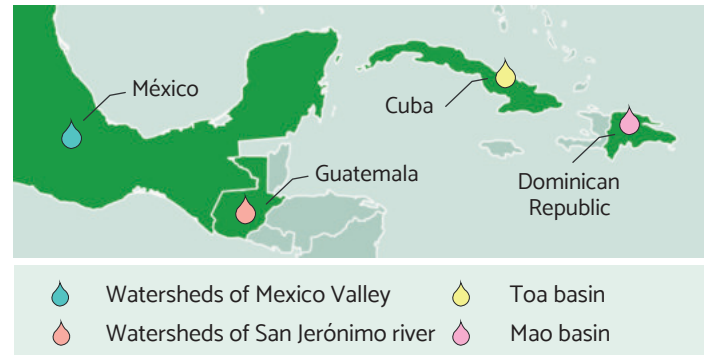 México
Cuba
Guatemala
Dominican
Republic
Watersheds of Mexico Valley
Toa basin
Watersheds of San Jerónimo river
Mao basin